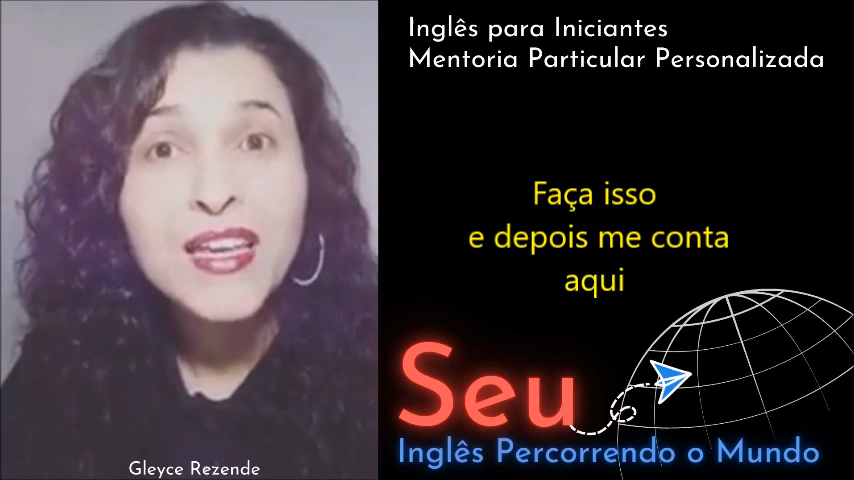 Inglês para Iniciantes
Mentoria Particular Personalizada
Faça isso
e depois me conta
aqui
Seu
Inglês Percorrendo o Mundo
Gleyce Rezende